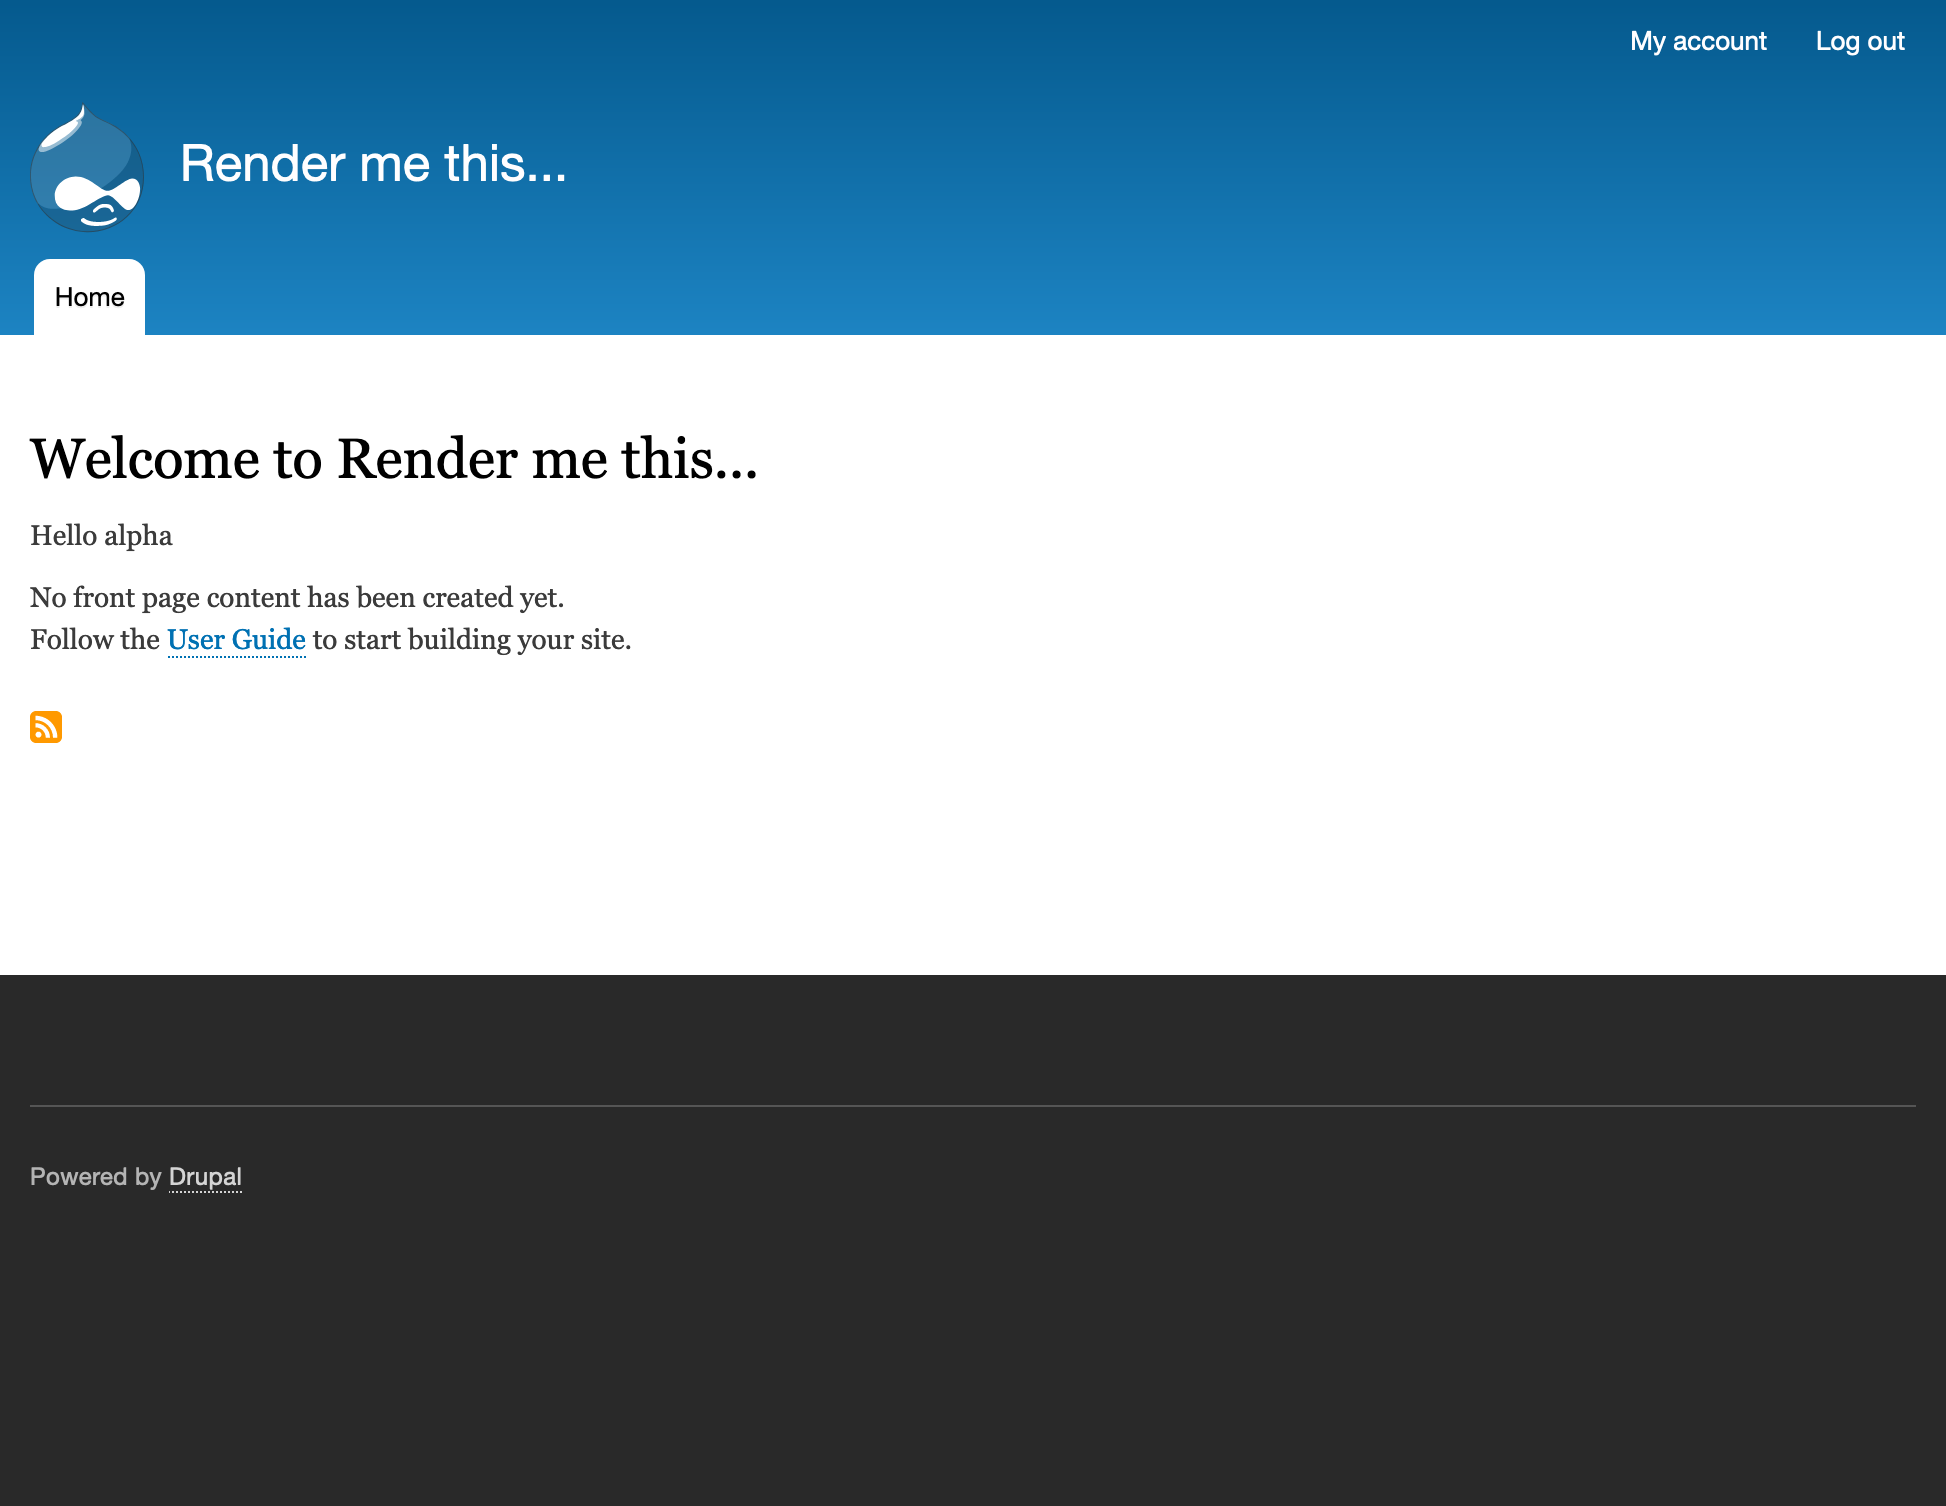 My account Log out
Render me this...
Home
Welcome to Render me this...
Hello alpha
No front page content has been created yet.
Follow the User Guide to start building your site.
Powered by Drupal